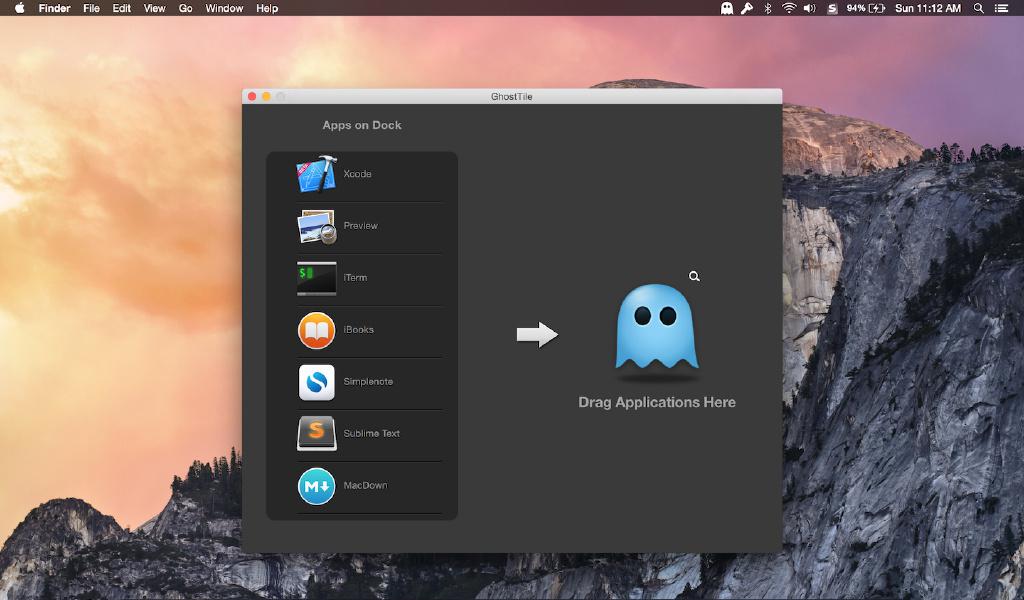 Finder File Edit View Go Window Help S 94% Sun 11:12 AM
GhostTile
Apps on Dock
Xcode
Preview
$
iTerm
iBooks
Simplenote
S
Sublime Text
M
MacDown
Drag Applications Here